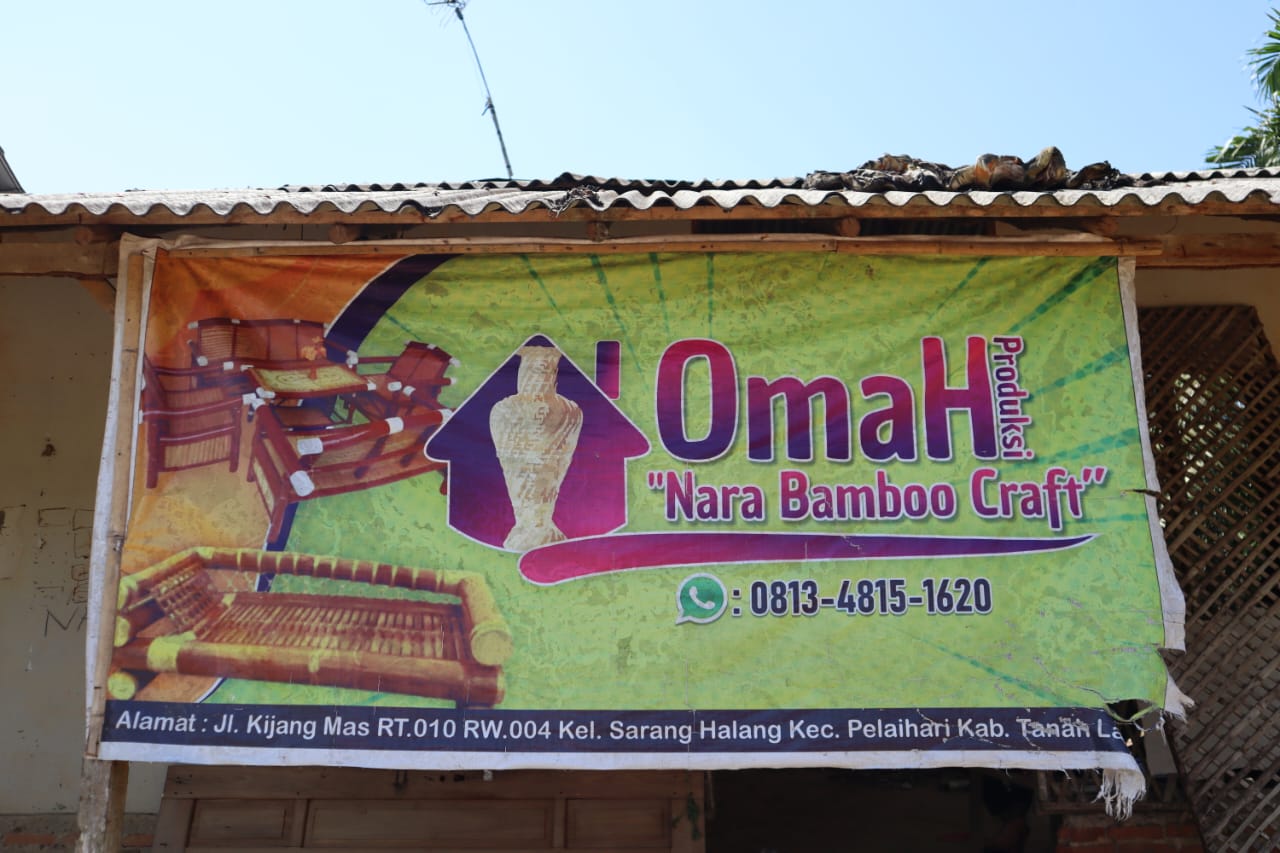 OmaH Produksi
"Nara Bamboo Craft"
: 0813-4815-1620
Alamat : Jl. Kijang Mas RT.010 RW.004 Kel. Sarang Halang Kec. Pelaihari Kab. Tanah